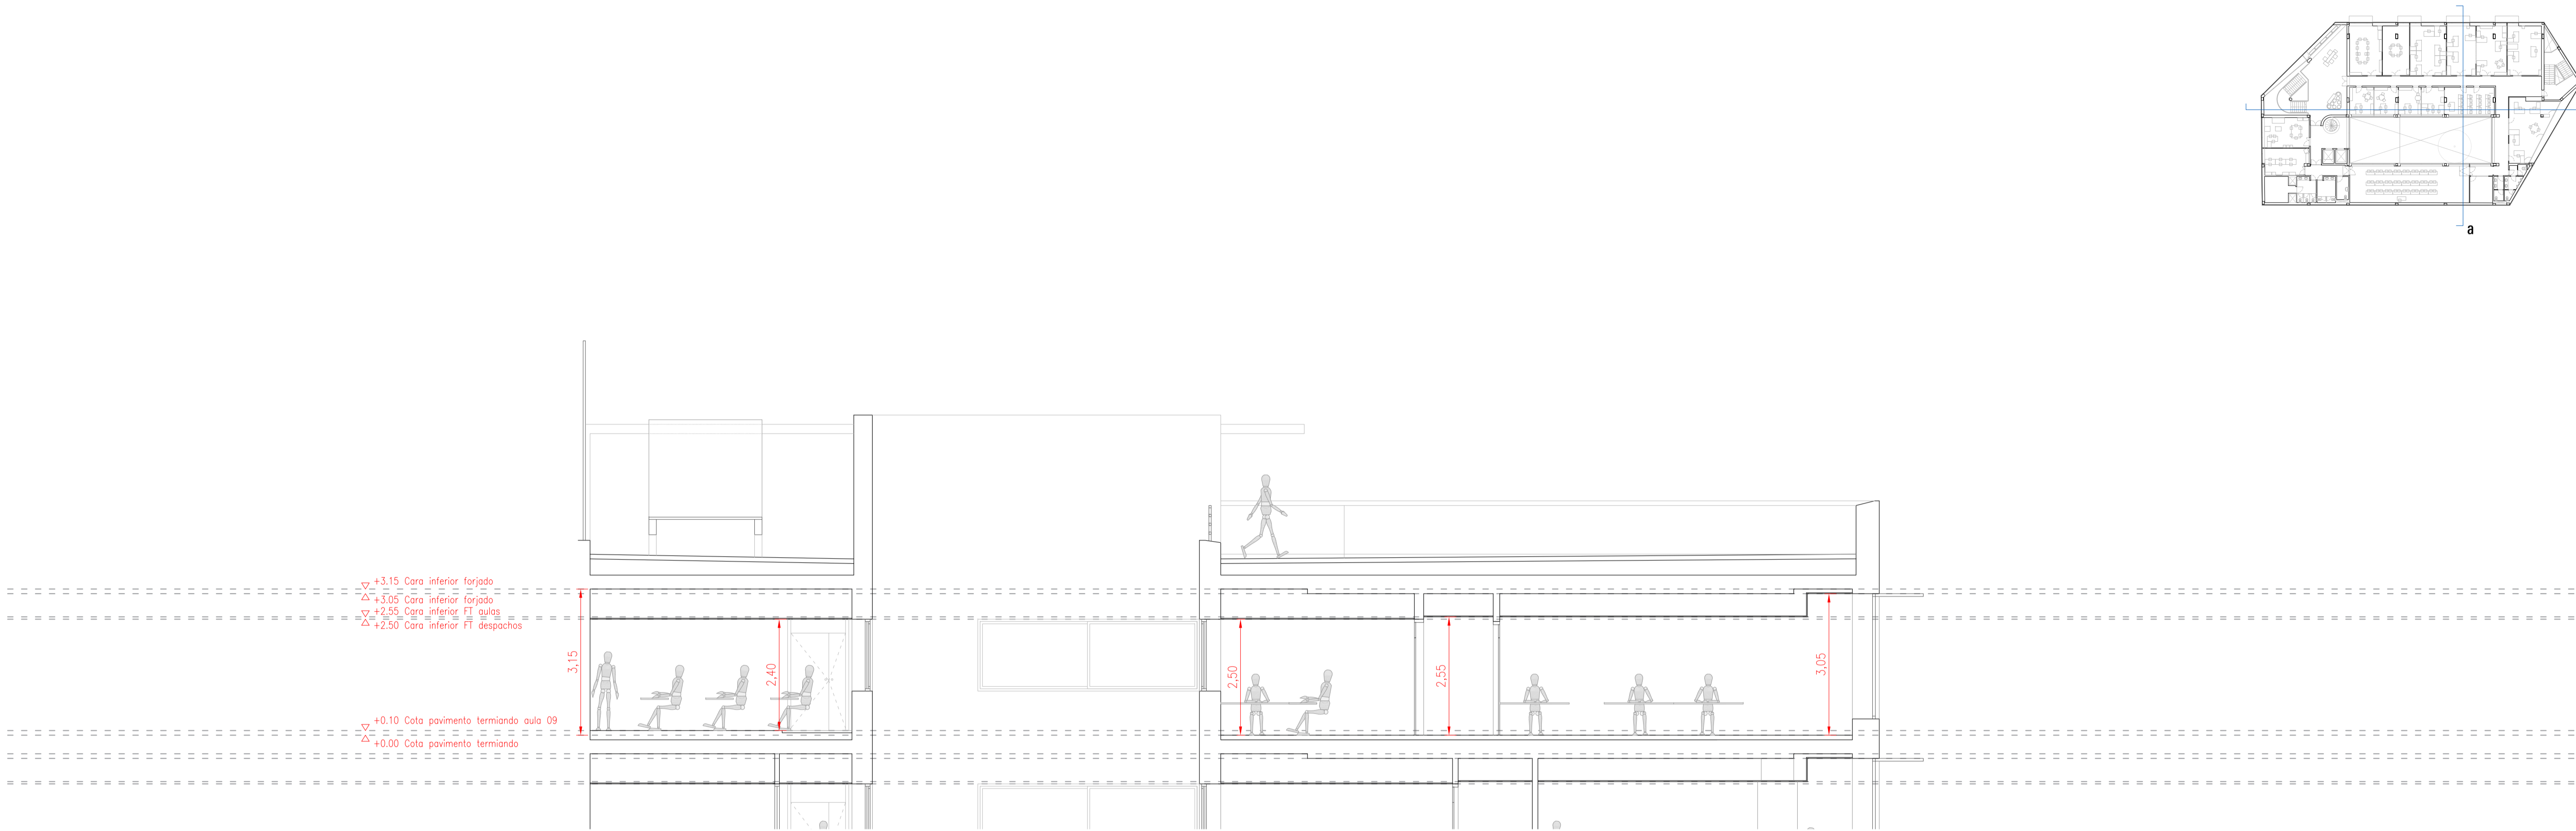 a
+3.15 Cara inferior forjado
+3.05 Cara inferior forjado
+2.55 Cara inferior FT aulas
+2.50 Cara inferior FT despachos
3,15
2,40
2,50
2,55
3,05
+0.10 Cota pavimento termiando aula 09
+0.00 Cota pavimento termiando